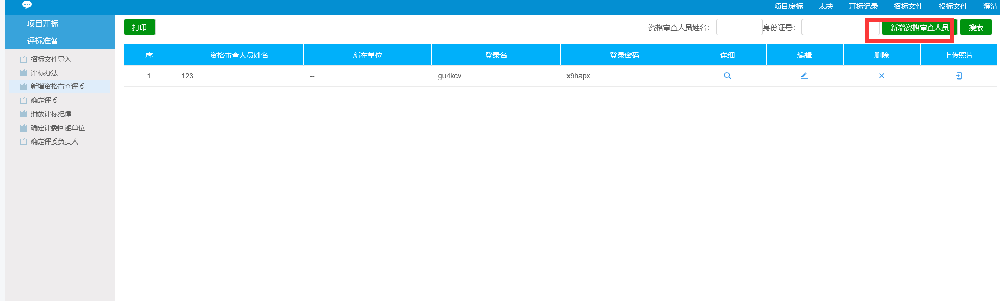 项目废标 表决 开标记录 招标文件 投标文件 澄清
项目开标
评标准备
招标文件导入
评标办法
新增资格审查评委
确定评委
播放评标纪律
确定评委回避单位
确定评委负责人
打印 资格审查人员姓名： 身份证号： 新增资格审查人员 搜索
序 资格审查人员姓名 所在单位 登录名 登录密码 详细 编辑 删除 上传照片
1 123 -- gu4kcv x9hapx